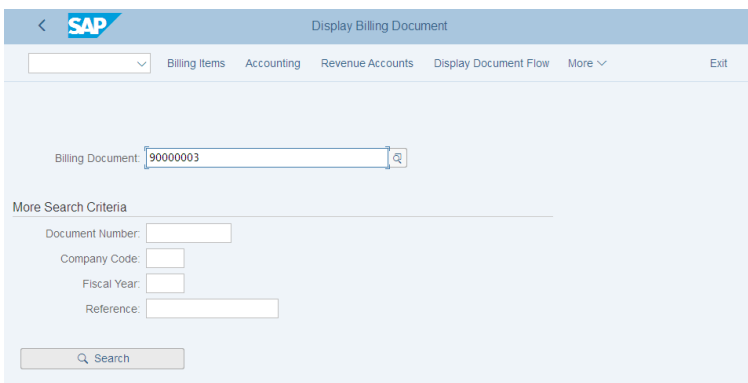 SAP Display Billing Document
Billing Items Accounting Revenue Accounts Display Document Flow More Exit
Billing Document: 90000003
More Search Criteria
Document Number:
Company Code:
Fiscal Year:
Reference:
Search